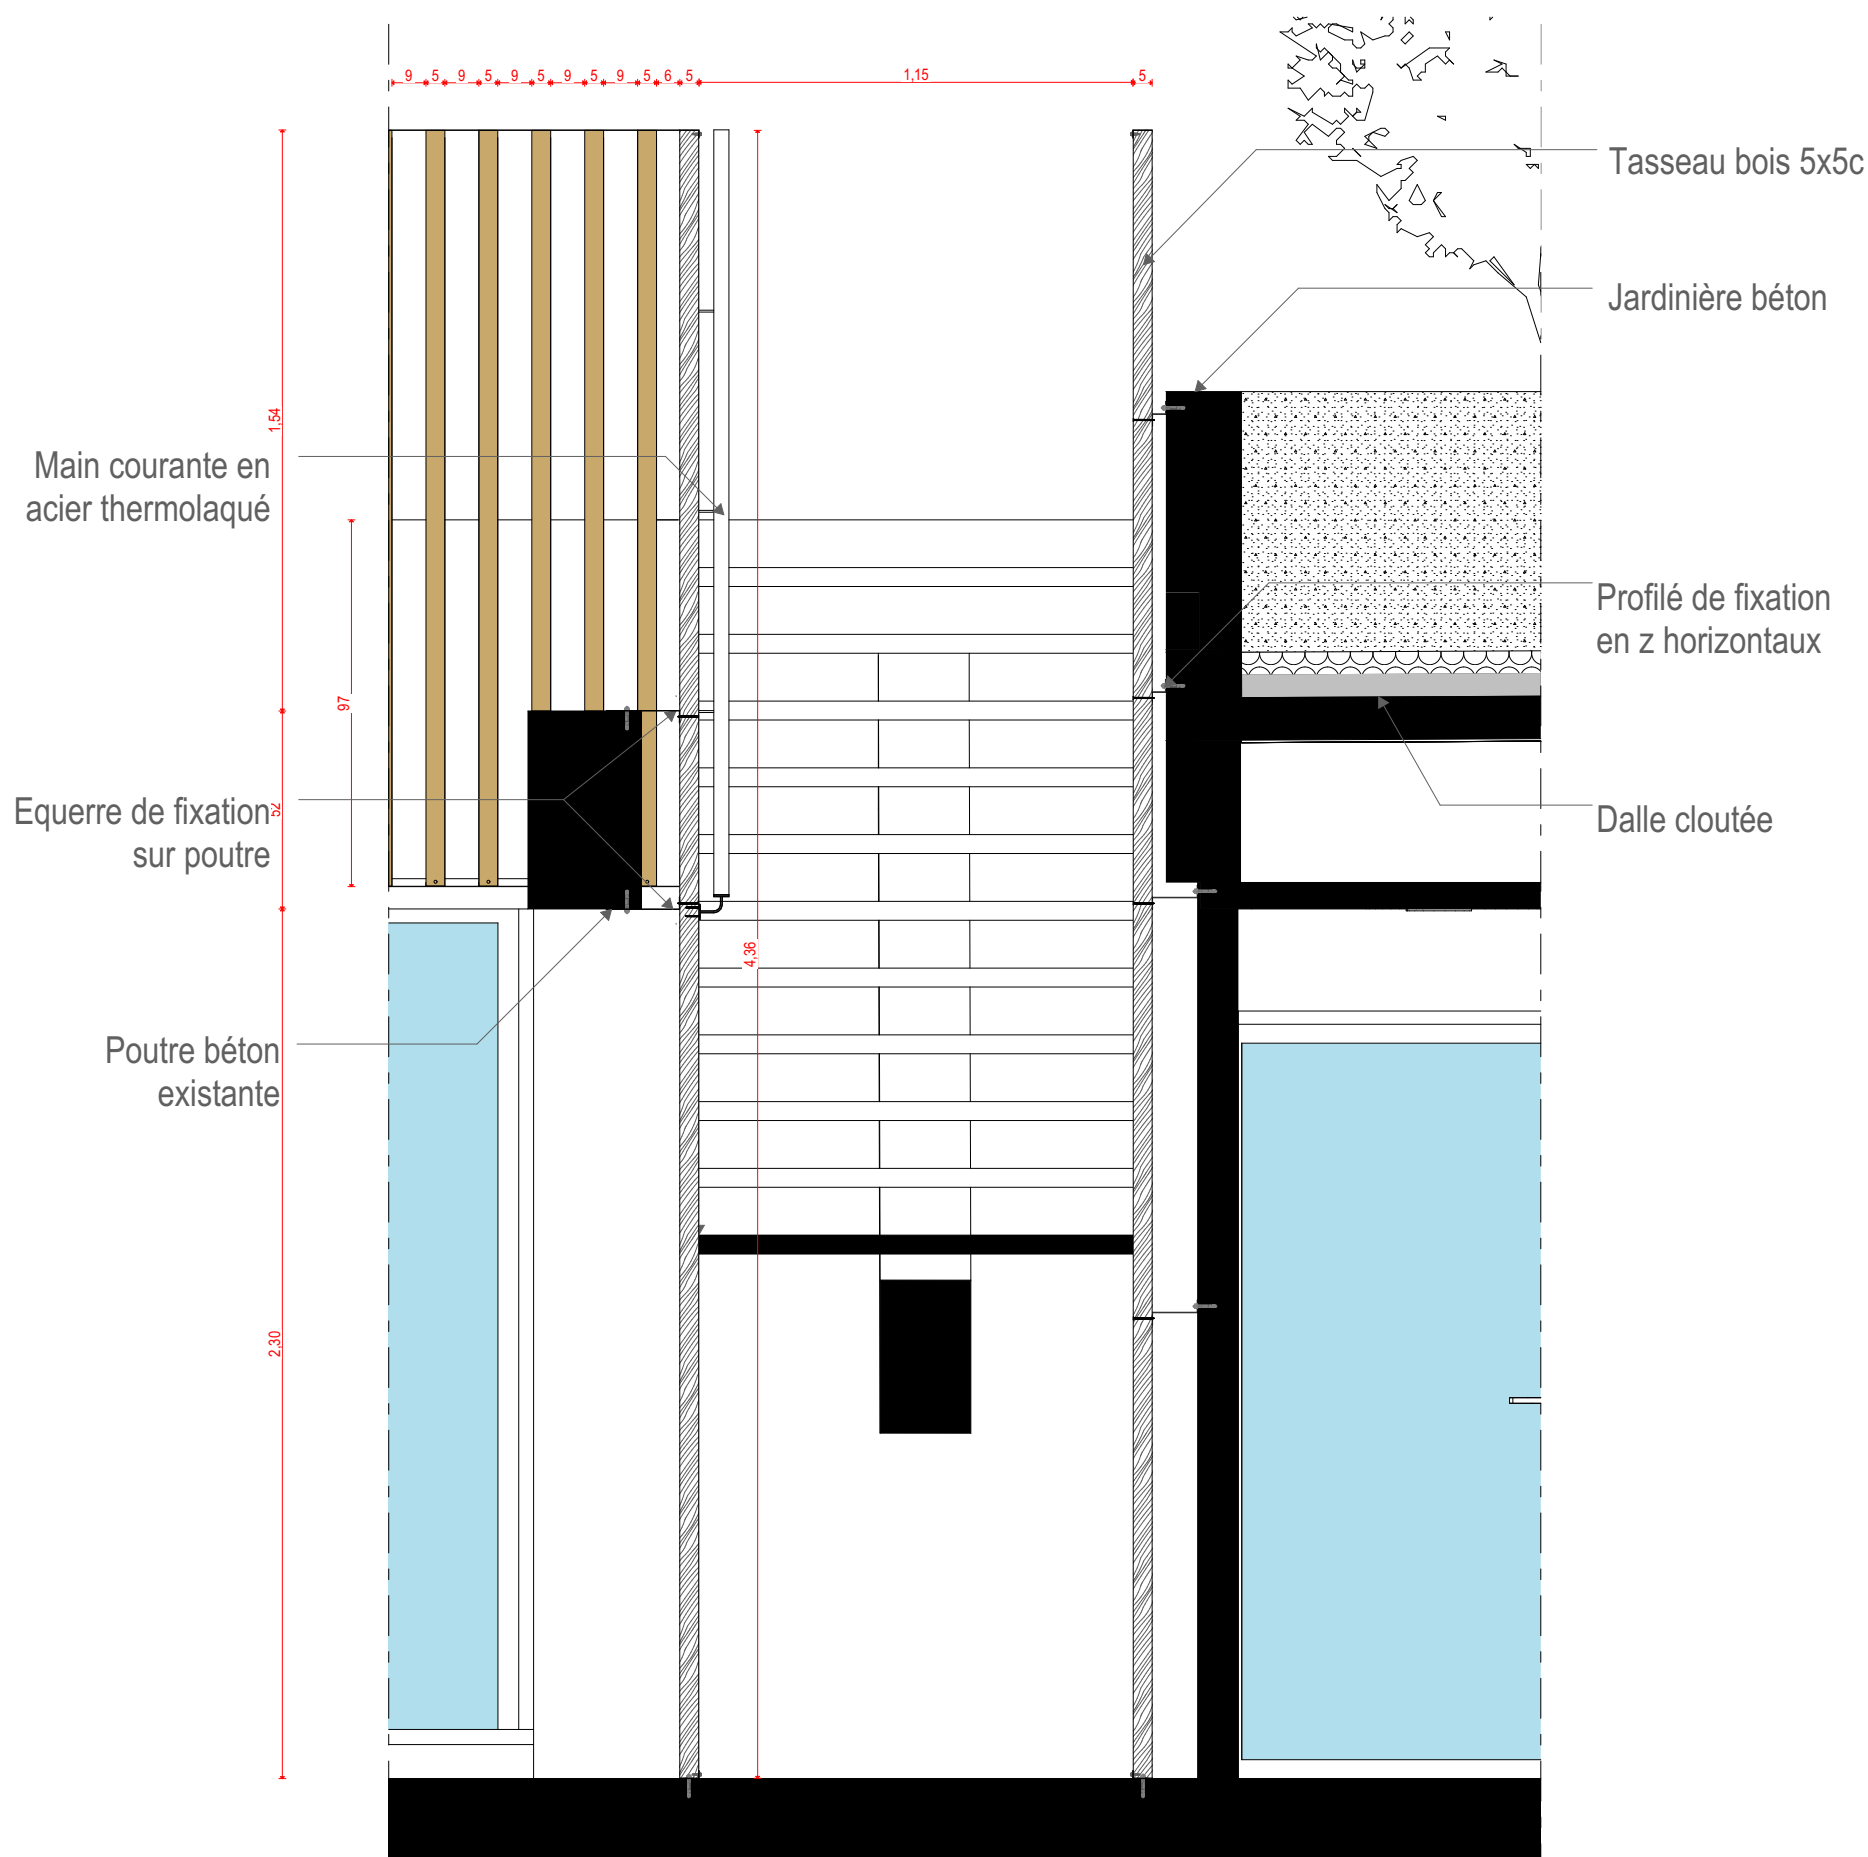 9 5 9 5 9 5 9 5 9 5 6 5 1,15 5
Tasseau bois 5x5c
Jardinière béton
1,54
Main courante en
acier thermolaqué
Profilé de fixation
en z horizontaux
97
Equerre de fixation
sur poutre
52
Dalle cloutée
4,36
Poutre béton
existante
2,30